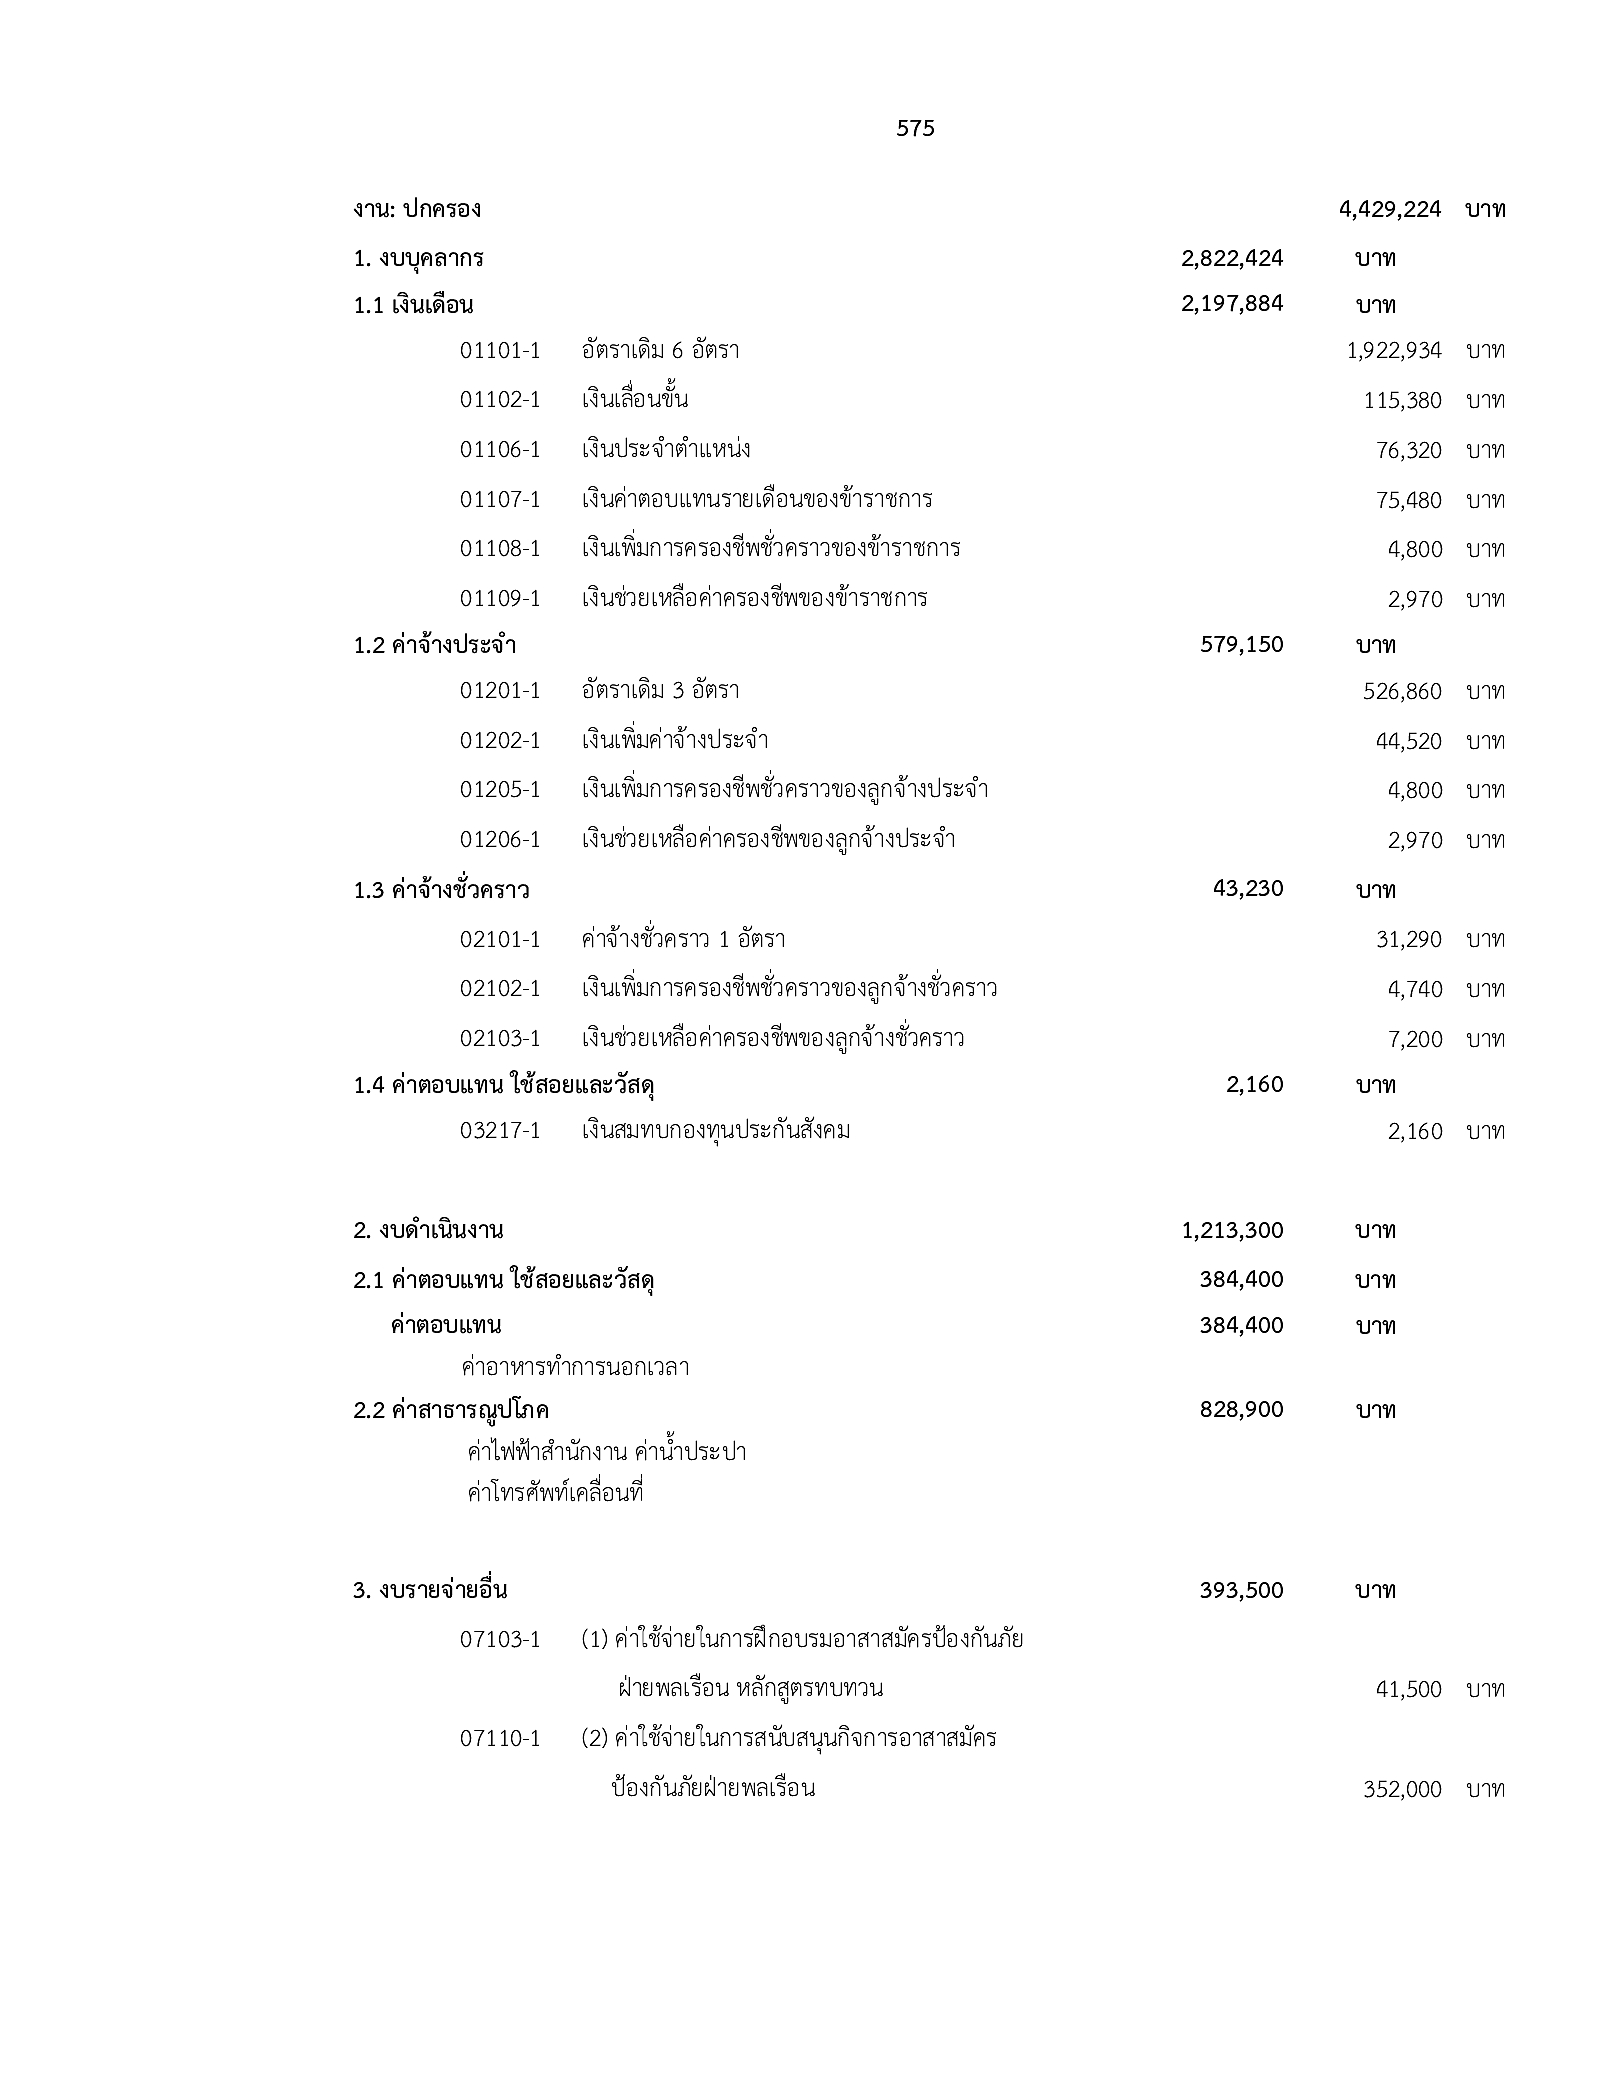 575
งาน: ปกครอง 4,429,224 บาท
1. งบบุคลากร 2,822,424 บาท
1.1 เงินเดือน 2,197,884 บาท
01101-1 อัตราเดิม 6 อัตรา 1,922,934 บาท
01102-1 เงินเลื่อนขั้น 115,380 บาท
01106-1 เงินประจำตำแหน่ง 76,320 บาท
01107-1 เงินค่าตอบแทนรายเดือนของข้าราชการ 75,480 บาท
01108-1 เงินเพิ่มการครองชีพชั่วคราวของข้าราชการ 4,800 บาท
01109-1 เงินช่วยเหลือค่าครองชีพของข้าราชการ 2,970 บาท
1.2 ค่าจ้างประจำ 579,150 บาท
01201-1 อัตราเดิม 3 อัตรา 526,860 บาท
01202-1 เงินเพิ่มค่าจ้างประจำ 44,520 บาท
01205-1 เงินเพิ่มการครองชีพชั่วคราวของลูกจ้างประจำ 4,800 บาท
01206-1 เงินช่วยเหลือค่าครองชีพของลูกจ้างประจำ 2,970 บาท
1.3 ค่าจ้างชั่วคราว 43,230 บาท
02101-1 ค่าจ้างชั่วคราว 1 อัตรา 31,290 บาท
02102-1 เงินเพิ่มการครองชีพชั่วคราวของลูกจ้างชั่วคราว 4,740 บาท
02103-1 เงินช่วยเหลือค่าครองชีพของลูกจ้างชั่วคราว 7,200 บาท
1.4 ค่าตอบแทน ใช้สอยและวัสดุ 2,160 บาท
03217-1 เงินสมทบกองทุนประกันสังคม 2,160 บาท
2. งบดำเนินงาน 1,213,300 บาท
2.1 ค่าตอบแทน ใช้สอยและวัสดุ 384,400 บาท
ค่าตอบแทน 384,400 บาท
ค่าอาหารทำการนอกเวลา
2.2 ค่าสาธารณูปโภค 828,900 บาท
ค่าไฟฟ้าสำนักงาน ค่าน้ำประปา
ค่าโทรศัพท์เคลื่อนที่
3. งบรายจ่ายอื่น 393,500 บาท
07103-1 (1) ค่าใช้จ่ายในการฝึกอบรมอาสาสมัครป้องกันภัย
ฝ่ายพลเรือน หลักสูตรทบทวน 41,500 บาท
07110-1 (2) ค่าใช้จ่ายในการสนับสนุนกิจการอาสาสมัคร
ป้องกันภัยฝ่ายพลเรือน 352,000 บาท